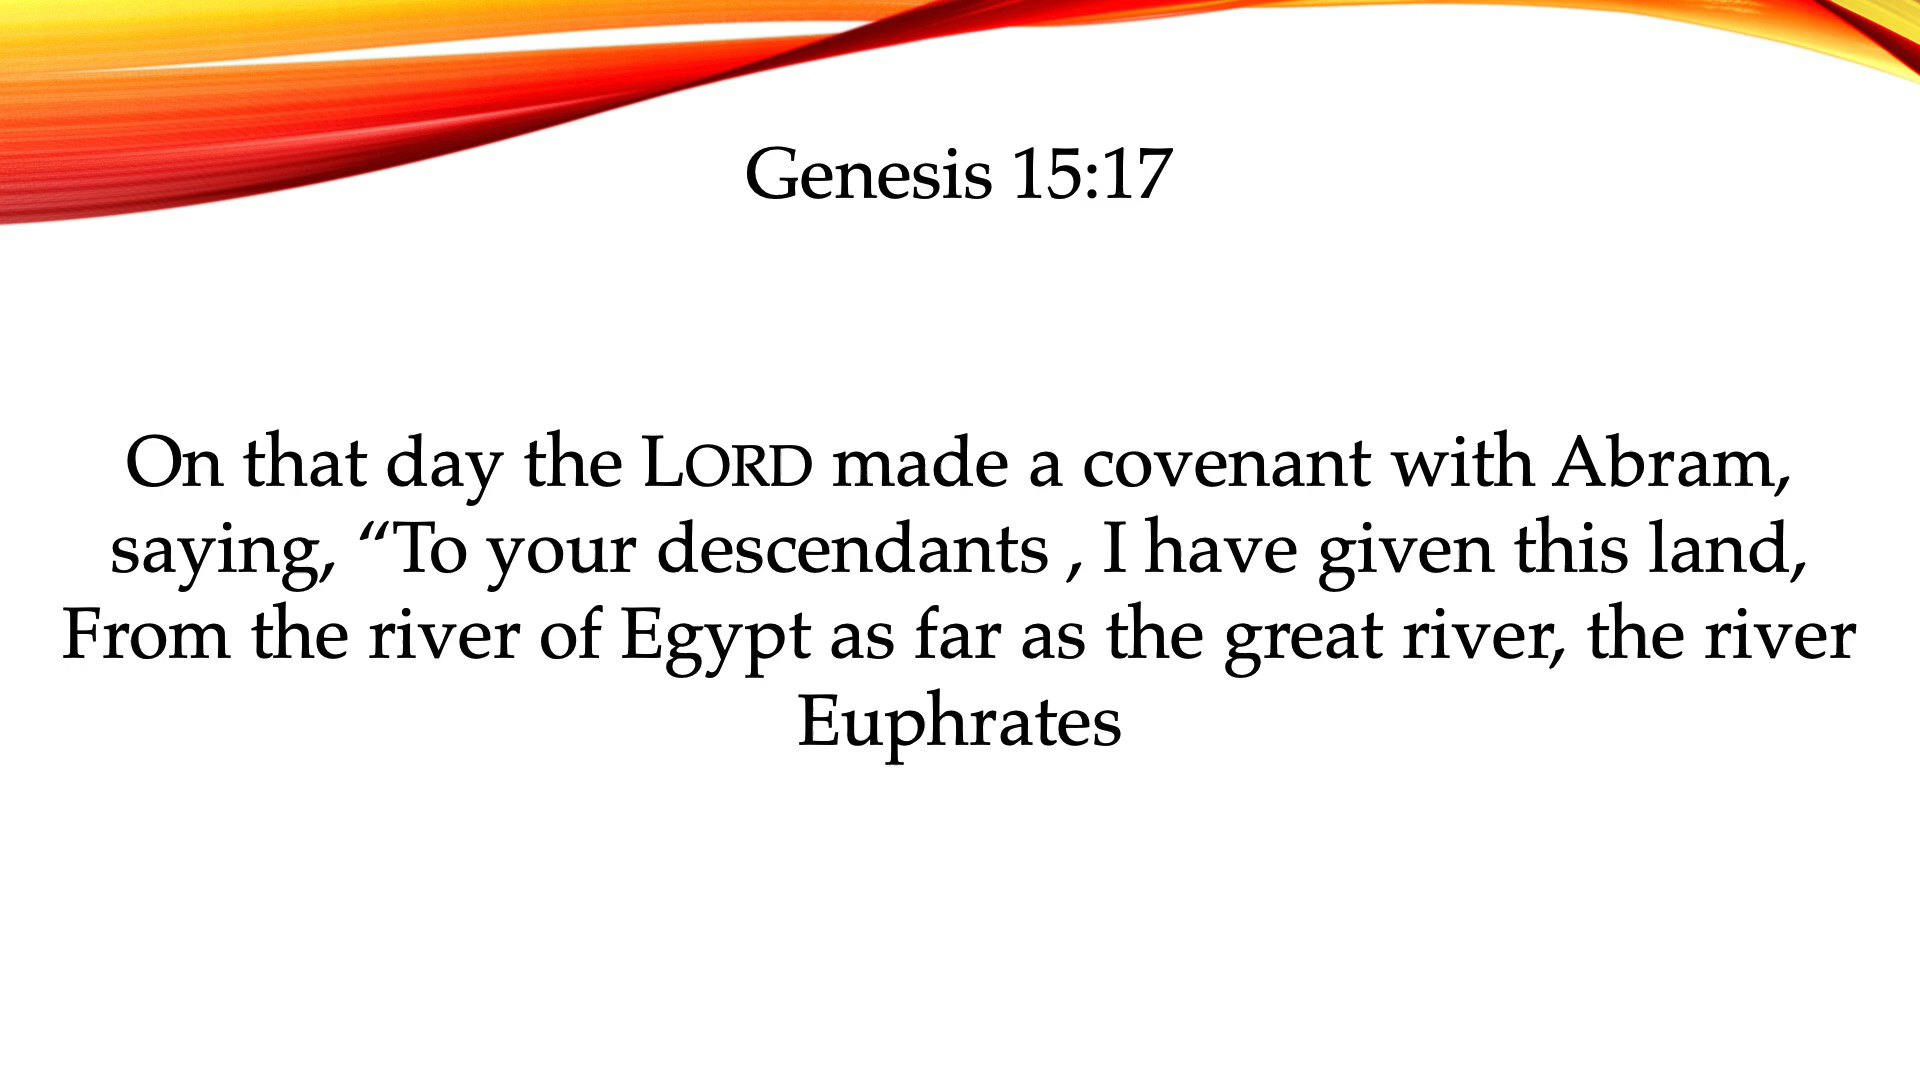 Genesis 15:17
On that day the LORD made a covenant with Abram,
saying, “To your descendants , I have given this land,
From the river of Egypt as far as the great river, the river
Euphrates